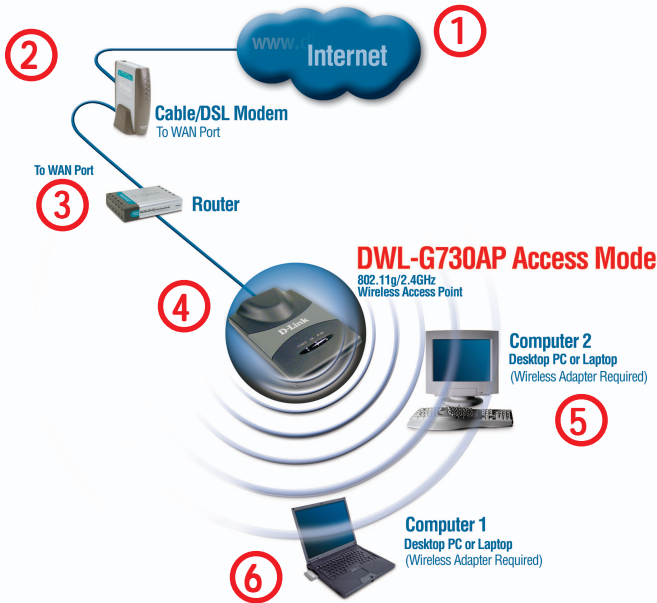 1
www.d
Internet
2
Cable/DSL Modem
To WAN Port
To WAN Port
3
Router
DWL-G730AP Access Mode
802.11g/2.4GHz
Wireless Access Point
4
D-Link
Computer 2
Desktop PC or Laptop
(Wireless Adapter Required)
5
Computer 1
Desktop PC or Laptop
(Wireless Adapter Required)
6